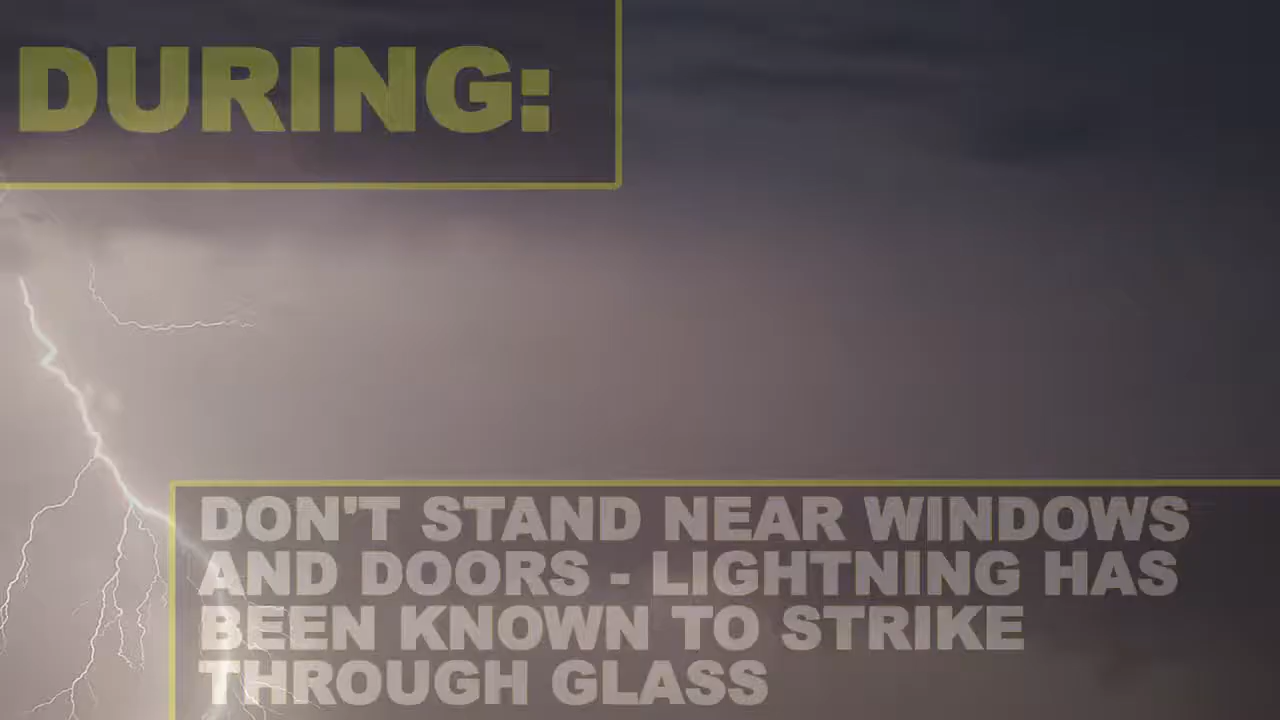 DURING:
DON'T STAND NEAR WINDOWS
AND DOORS - LIGHTNING HAS
BEEN KNOWN TO STRIKE
THROUGH GLASS